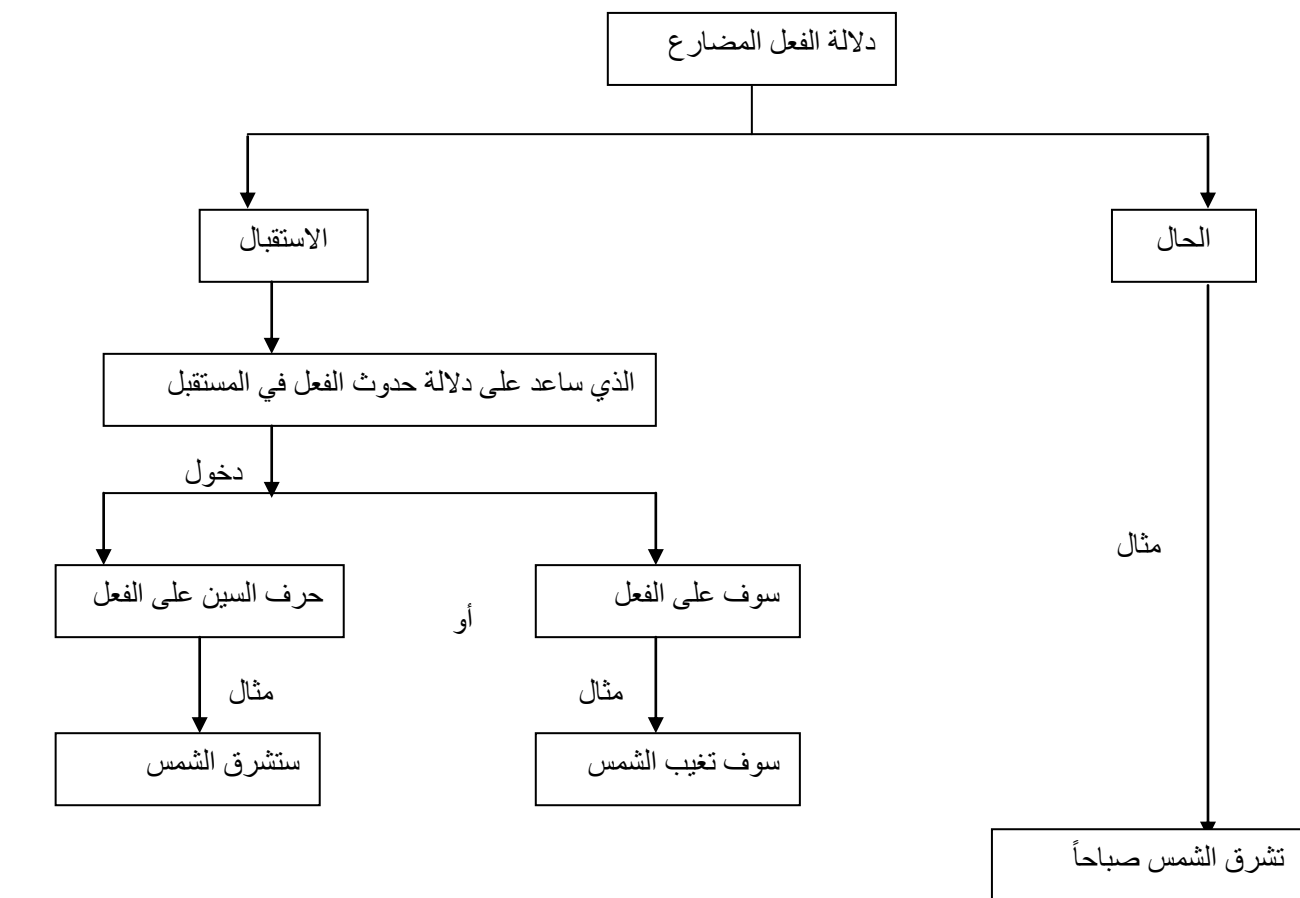 دلالة الفعل المضارع
الحال
الاستقبال
الذي ساعد على دلالة حدوث الفعل في المستقبل
دخول
مثال
سوف على الفعل
أو
حرف السين على الفعل
مثال
مثال
سوف تغيب الشمس
ستشرق الشمس
تشرق الشمس صباحاً